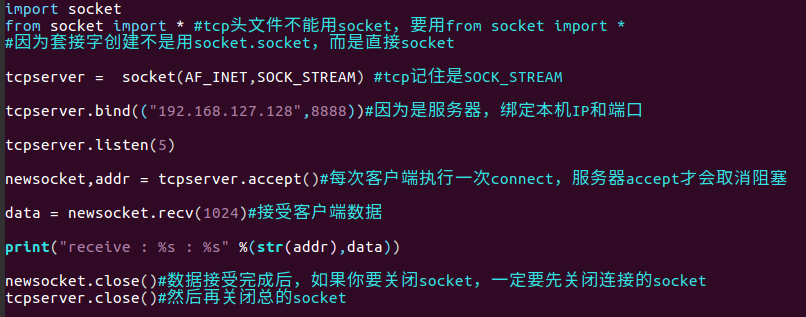 import socket
from socket import * #tcp头文件不能用socket，要用from socket import *
#因为套接字创建不是用socket.socket，而是直接socket
tcpserver =  socket(AF_INET,SOCK_STREAM) #tcp记住是SOCK_STREAM
tcpserver.bind(("192.168.127.128",8888))#因为是服务器，绑定本机IP和端口
tcpserver.listen(5)
newsocket,addr = tcpserver.accept()#每次客户端执行一次connect，服务器accept才会取消阻塞
data = newsocket.recv(1024)#接受客户端数据
print("receive : %s : %s" %(str(addr),data))
newsocket.close()#数据接受完成后，如果你要关闭socket，一定要先关闭连接的socket
tcpserver.close()#然后再关闭总的socket